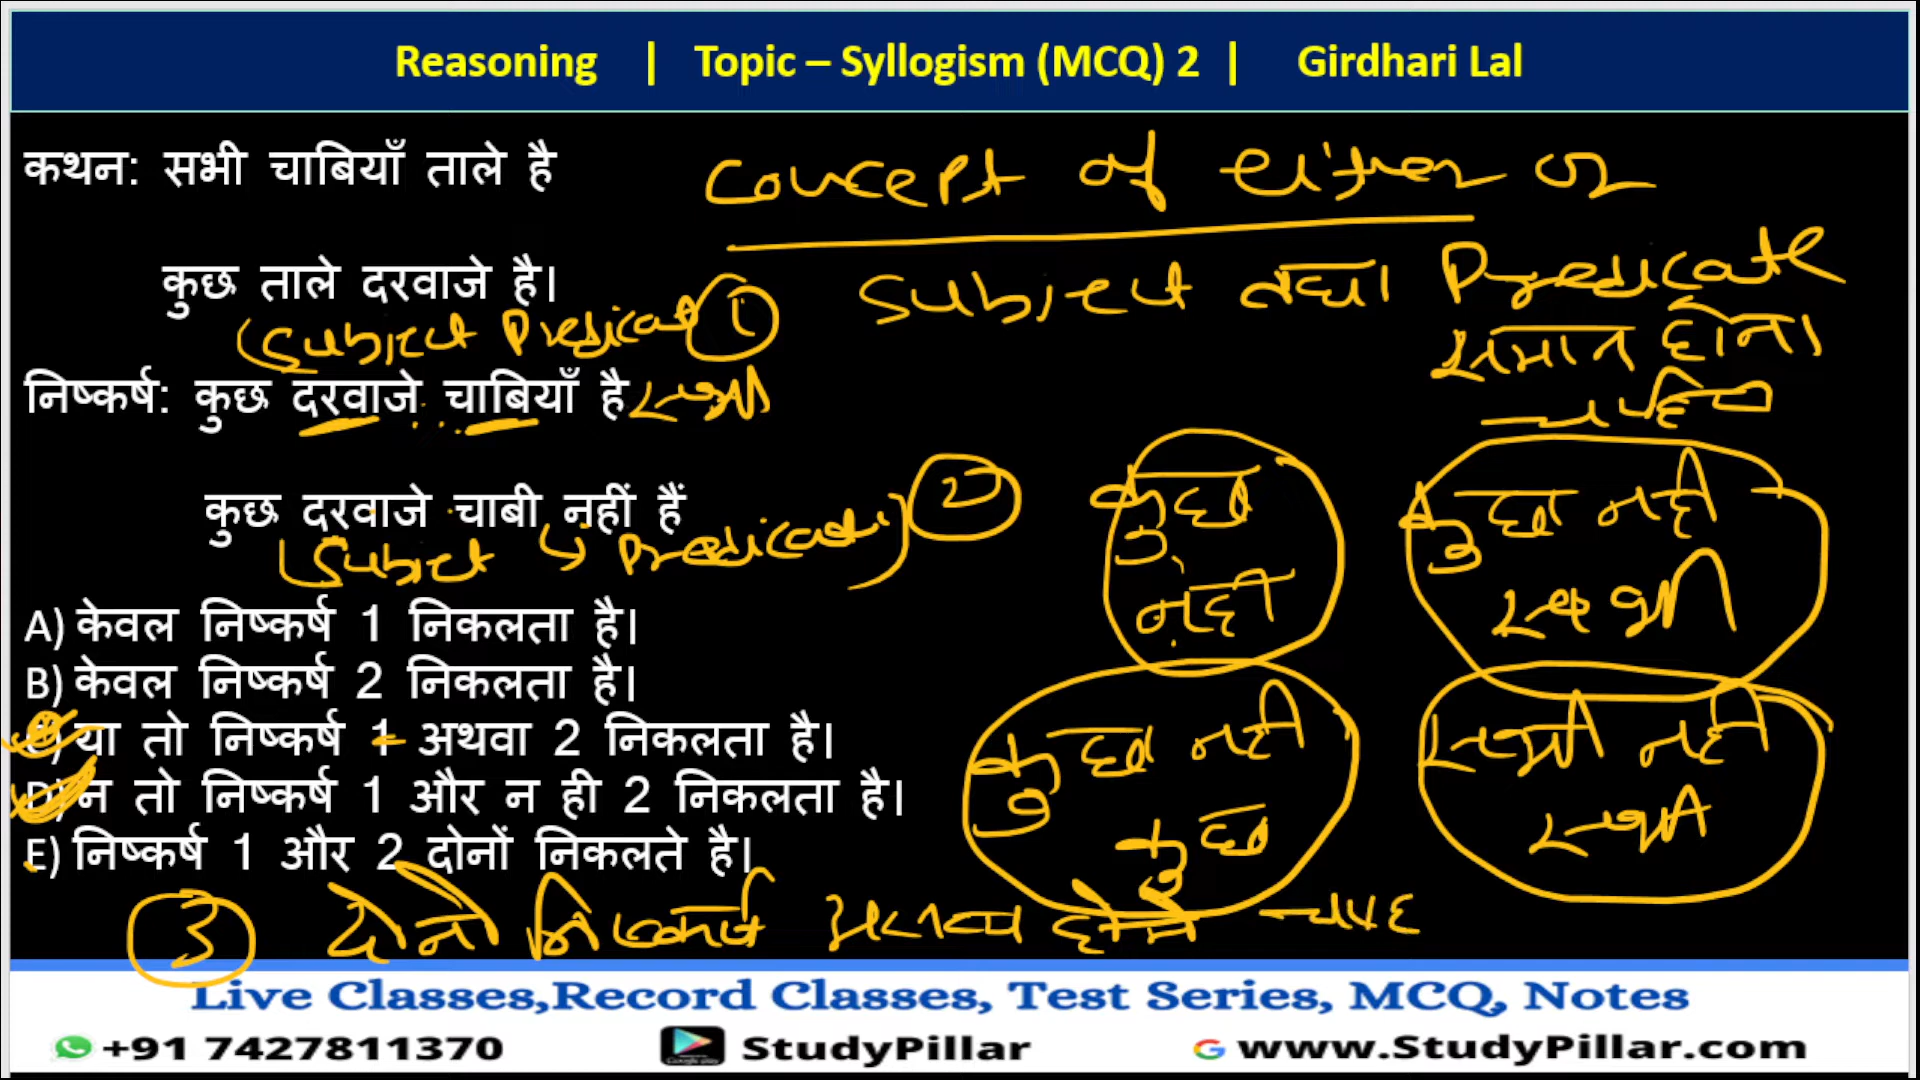 Reasoning | Topic – Syllogism (MCQ) 2 | Girdhari Lal
कथन: सभी चाबियाँ ताले है
concept of either or
कुछ ताले दरवाजे है।
Subject तथा Predicate
(Subject Predicat 1
समान होना
निष्कर्ष: कुछ दरवाजे चाबियाँ है
चाहिए
कुछ दरवाजे चाबी नहीं हैं
2
(Subject Predicate)
कुछ
नहीं
कुछ नहीं
A) केवल निष्कर्ष 1 निकलता है।
B) केवल निष्कर्ष 2 निकलता है।
C) या तो निष्कर्ष 1 अथवा 2 निकलता है।
कुछ नहीं
कुछ
नहीं
D) न तो निष्कर्ष 1 और न ही 2 निकलता है।
E) निष्कर्ष 1 और 2 दोनों निकलते है।
3 दोनो निष्कर्ष
Live Classes,Record Classes, Test Series, MCQ, Notes
+91 7427811370 StudyPillar www.StudyPillar.com